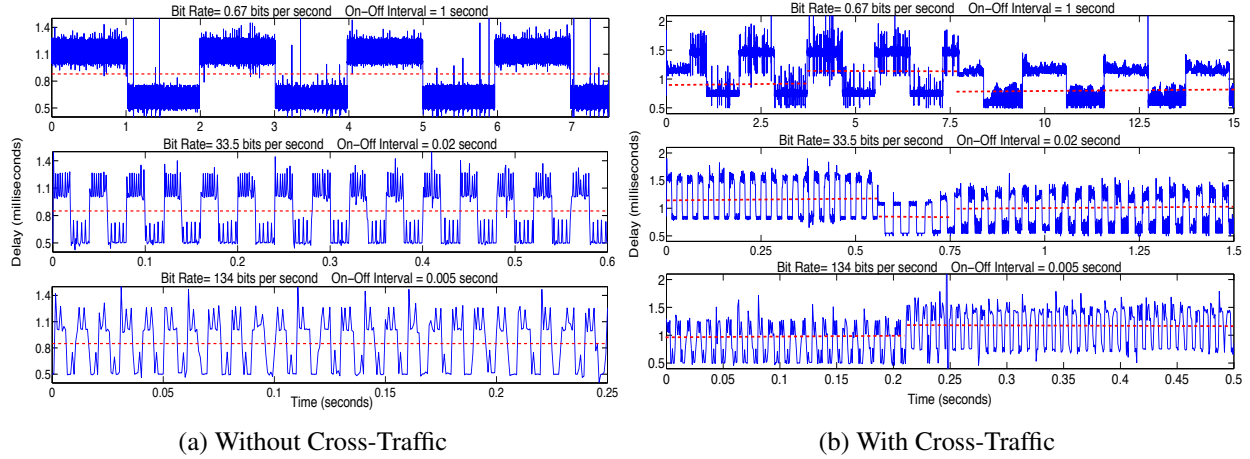 Bit Rate = 0.67 bits per second On−Off Interval = 1 second
1.4
1.1
0.8
0.5
0 1 2 3 4 5 6 7
Bit Rate= 33.5 bits per second On−Off Interval = 0.02 second
1.4
1.1
0.8
0.5
0 0.1 0.2 0.3 0.4 0.5 0.6
Bit Rate= 134 bits per second On−Off Interval = 0.005 second
1.4
1.1
0.8
0.5
0 0.05 0.1 0.15 0.2 0.25
Delay (milliseconds)
Time (seconds)
(a) Without Cross-Traffic
Bit Rate = 0.67 bits per second On−Off Interval = 1 second
2
1.5
1
0.5
0 2.5 5 7.5 10 12.5 15
Bit Rate= 33.5 bits per second On−Off Interval = 0.02 second
2
1.5
1
0.5
0.25 0.5 0.75 1 1.25 1.5
Bit Rate= 134 bits per second On−Off Interval = 0.005 second
2
1.5
1
0.5
0 0.05 0.1 0.15 0.2 0.25 0.3 0.35 0.4 0.45 0.5
Delay (milliseconds)
Time (seconds)
(b) With Cross-Traffic